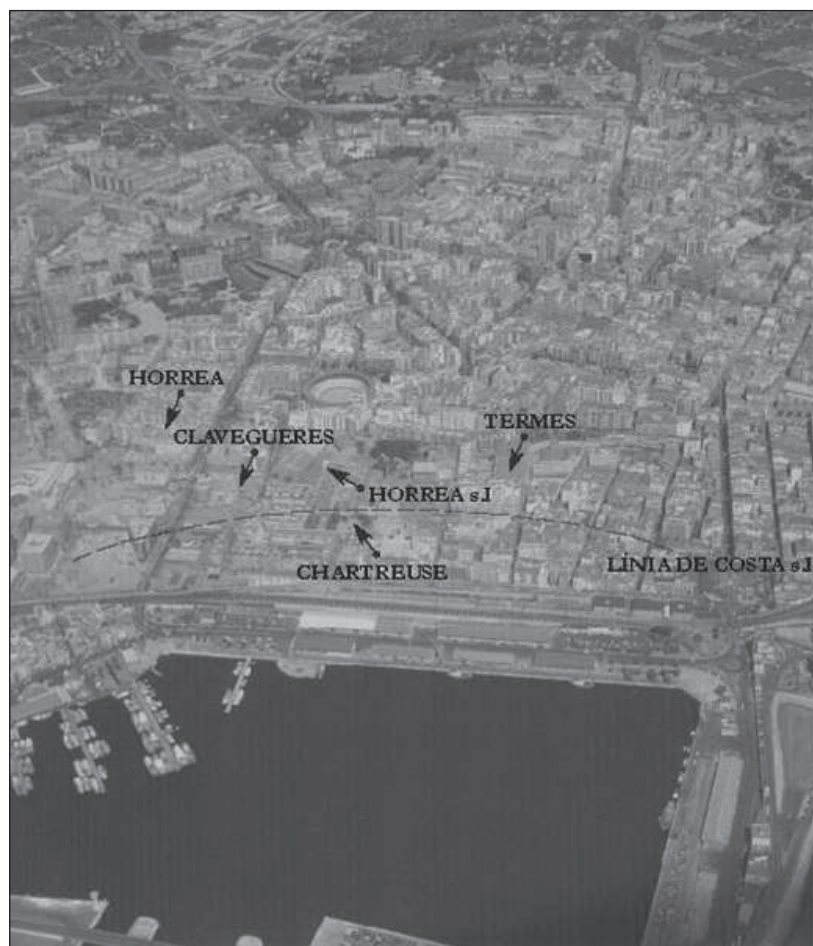 HORREA
CLAVEGUERES
TERMES
HORREA s.I
CHARTREUSE
LÍNIA DE COSTA s.I